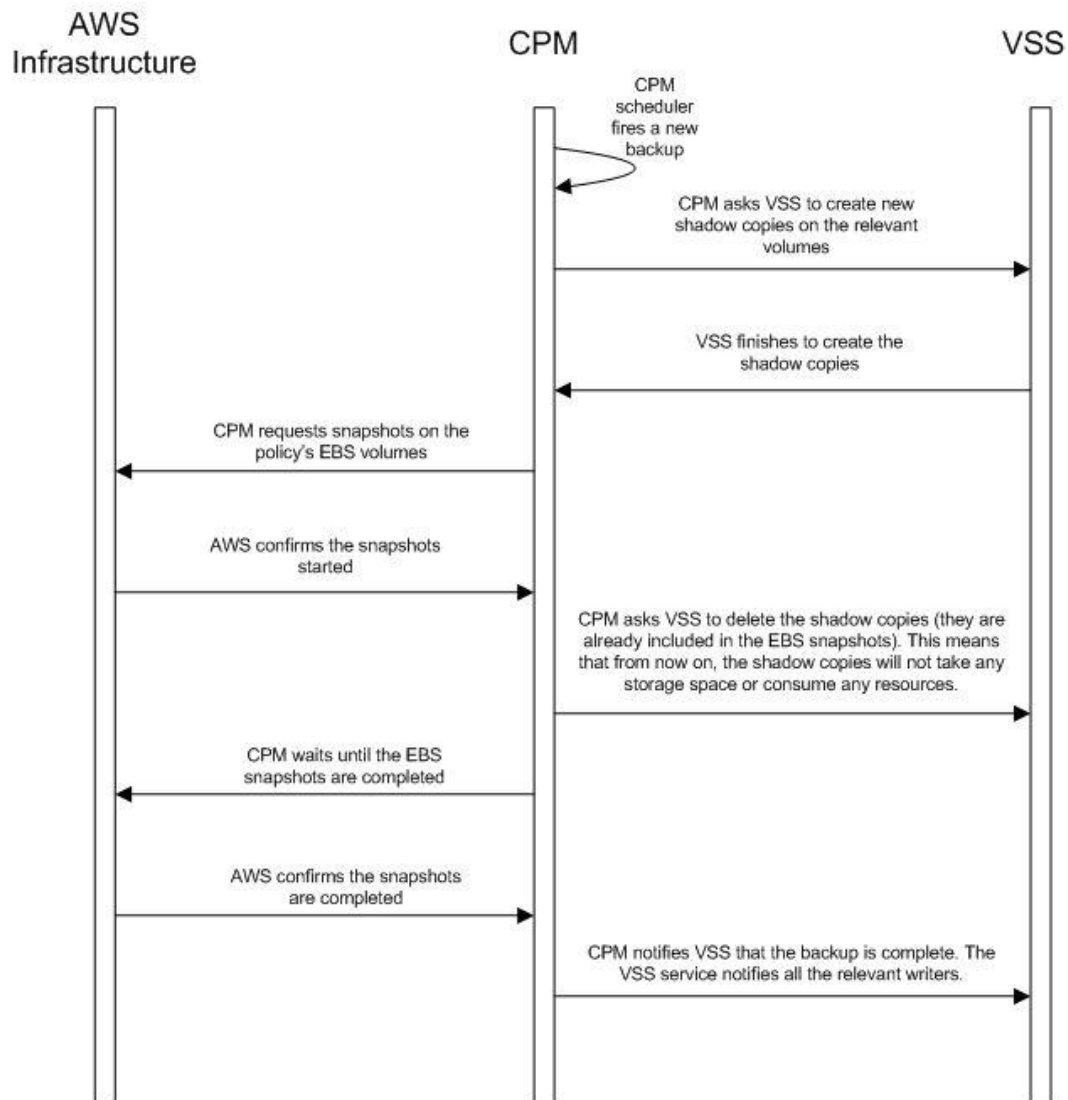 AWS
Infrastructure
CPM
VSS
CPM
scheduler
fires a new
backup
CPM asks VSS to create new
shadow copies on the relevant
volumes
VSS finishes to create the
shadow copies
CPM requests snapshots on the
policy's EBS volumes
AWS confirms the snapshots
started
CPM asks VSS to delete the shadow copies (they are
already included in the EBS snapshots). This means
that from now on, the shadow copies will not take any
storage space or consume any resources.
CPM waits until the EBS
snapshots are completed
AWS confirms the snapshots
are completed
CPM notifies VSS that the backup is complete. The
VSS service notifies all the relevant writers.